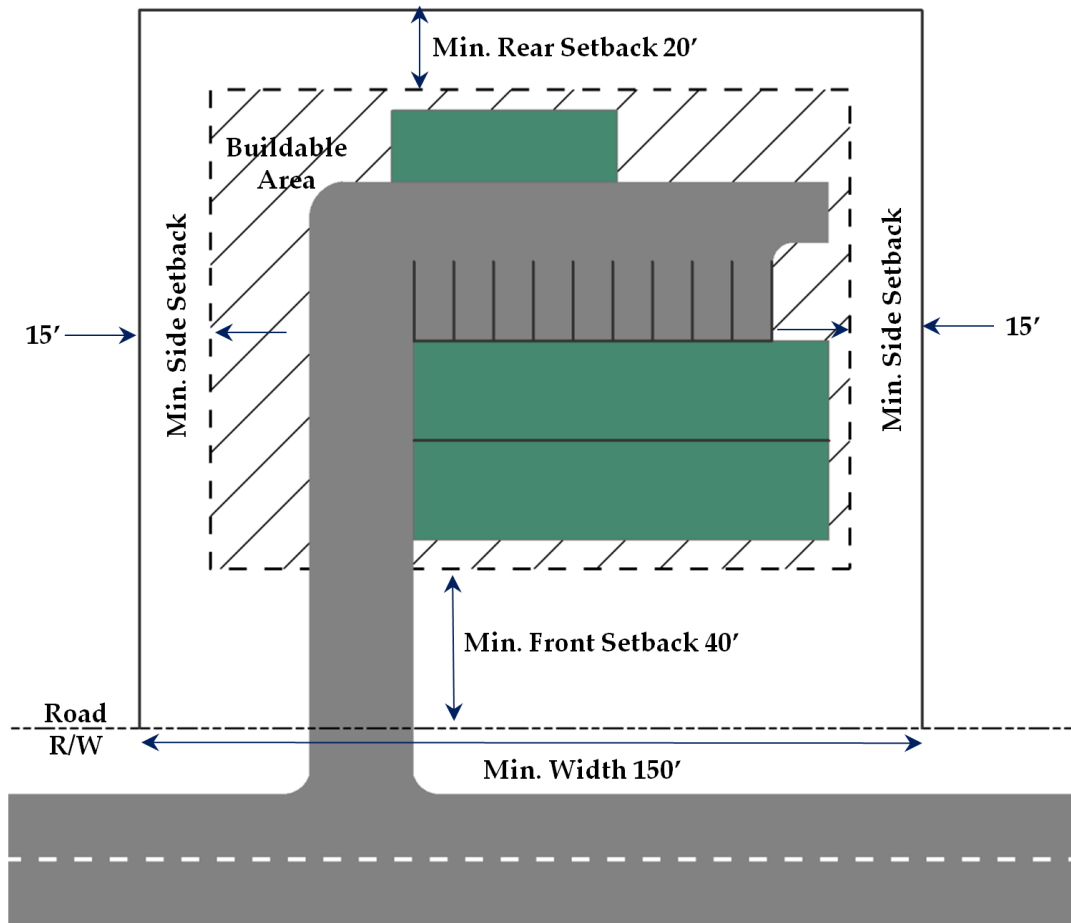 Min. Rear Setback 20’
Buildable
Area
Min. Side Setback
15’
Min. Side Setback
15’
Min. Front Setback 40’
Road
R/W
Min. Width 150’